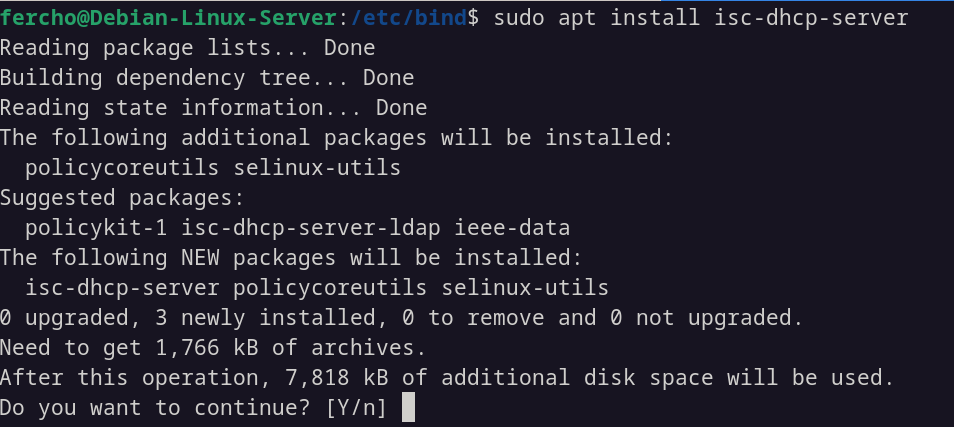 fercho@Debian-Linux-Server:/etc/bind$ sudo apt install isc-dhcp-server
Reading package lists... Done
Building dependency tree... Done
Reading state information... Done
The following additional packages will be installed:
  policycoreutils selinux-utils
Suggested packages:
  policykit-1 isc-dhcp-server-ldap ieee-data
The following NEW packages will be installed:
  isc-dhcp-server policycoreutils selinux-utils
0 upgraded, 3 newly installed, 0 to remove and 0 not upgraded.
Need to get 1,766 kB of archives.
After this operation, 7,818 kB of additional disk space will be used.
Do you want to continue? [Y/n]